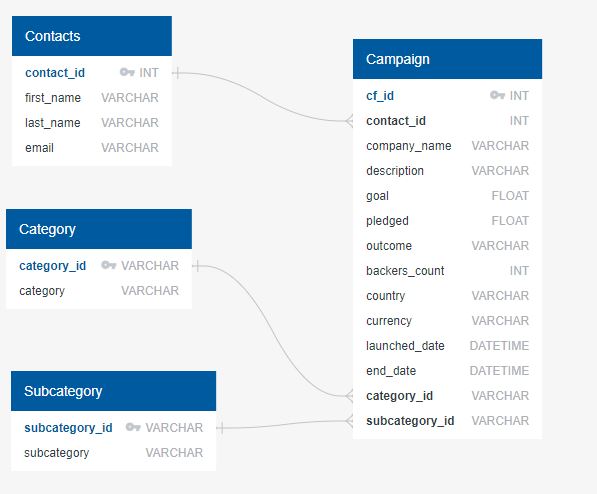 Contacts
contact_id INT
first_name VARCHAR
last_name VARCHAR
email VARCHAR
Category
category_id VARCHAR
category VARCHAR
Subcategory
subcategory_id VARCHAR
subcategory VARCHAR
Campaign
cf_id INT
contact_id INT
company_name VARCHAR
description VARCHAR
goal FLOAT
pledged FLOAT
outcome VARCHAR
backers_count INT
country VARCHAR
currency VARCHAR
launched_date DATETIME
end_date DATETIME
category_id VARCHAR
subcategory_id VARCHAR